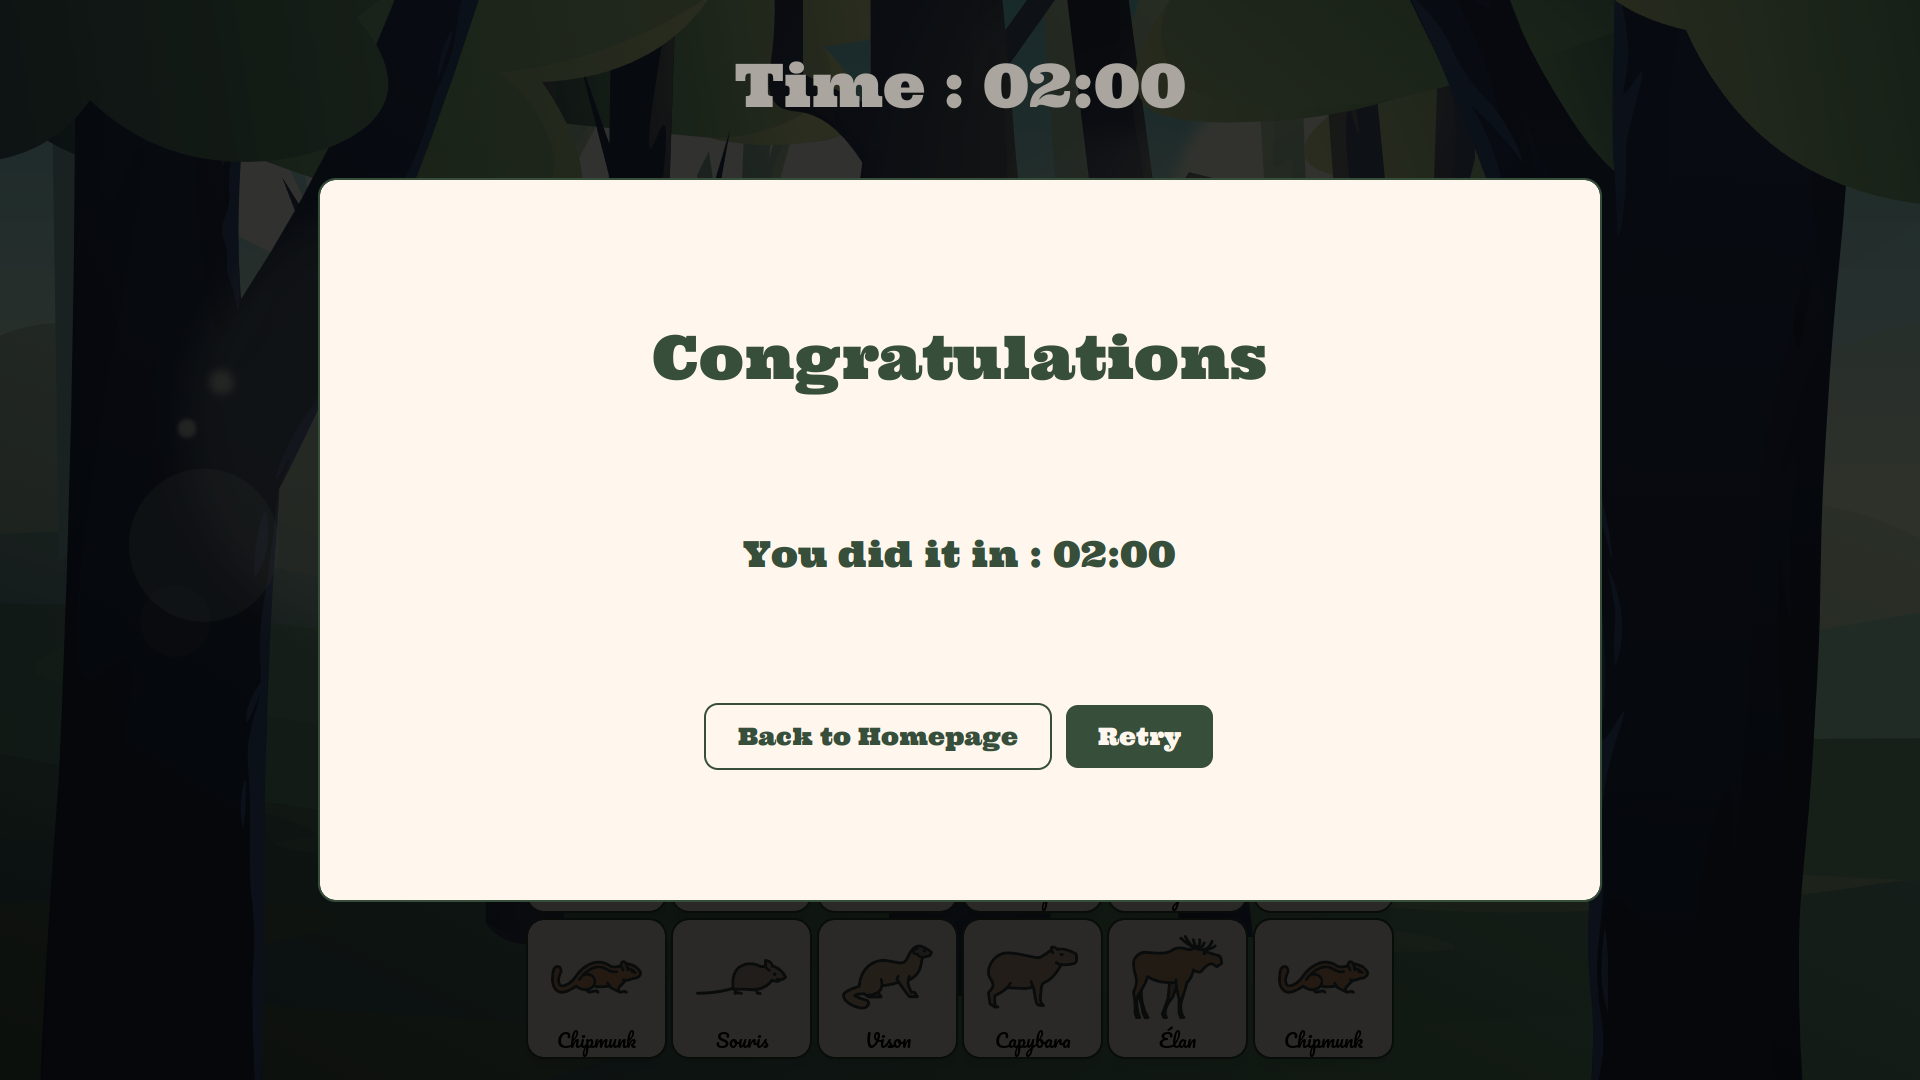 Time : 02:00
Congratulations
You did it in : 02:00
Back to Homepage
Retry
Chipmunk
Souris
Vison
Capybara
Élan
Chipmunk